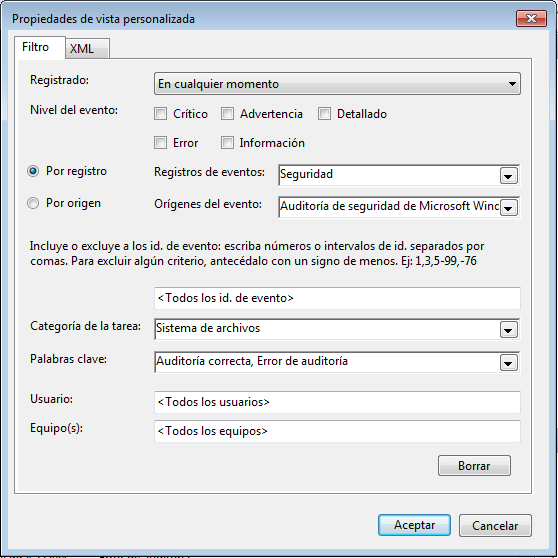 Propiedades de vista personalizada
Filtro XML
Registrado: En cualquier momento
Nivel del evento: Crítico Advertencia Detallado
Error Información
Por registro Registros de eventos: Seguridad
Por origen Orígenes del evento: Auditoría de seguridad de Microsoft Winc
Incluye o excluye a los id. de evento: escriba números o intervalos de id. separados por
comas. Para excluir algún criterio, antecédalo con un signo de menos. Ej: 1,3,5-99,-76
<Todos los id. de evento>
Categoría de la tarea: Sistema de archivos
Palabras clave: Auditoría correcta, Error de auditoría
Usuario: <Todos los usuarios>
Equipo(s): <Todos los equipos>
Borrar
Aceptar Cancelar